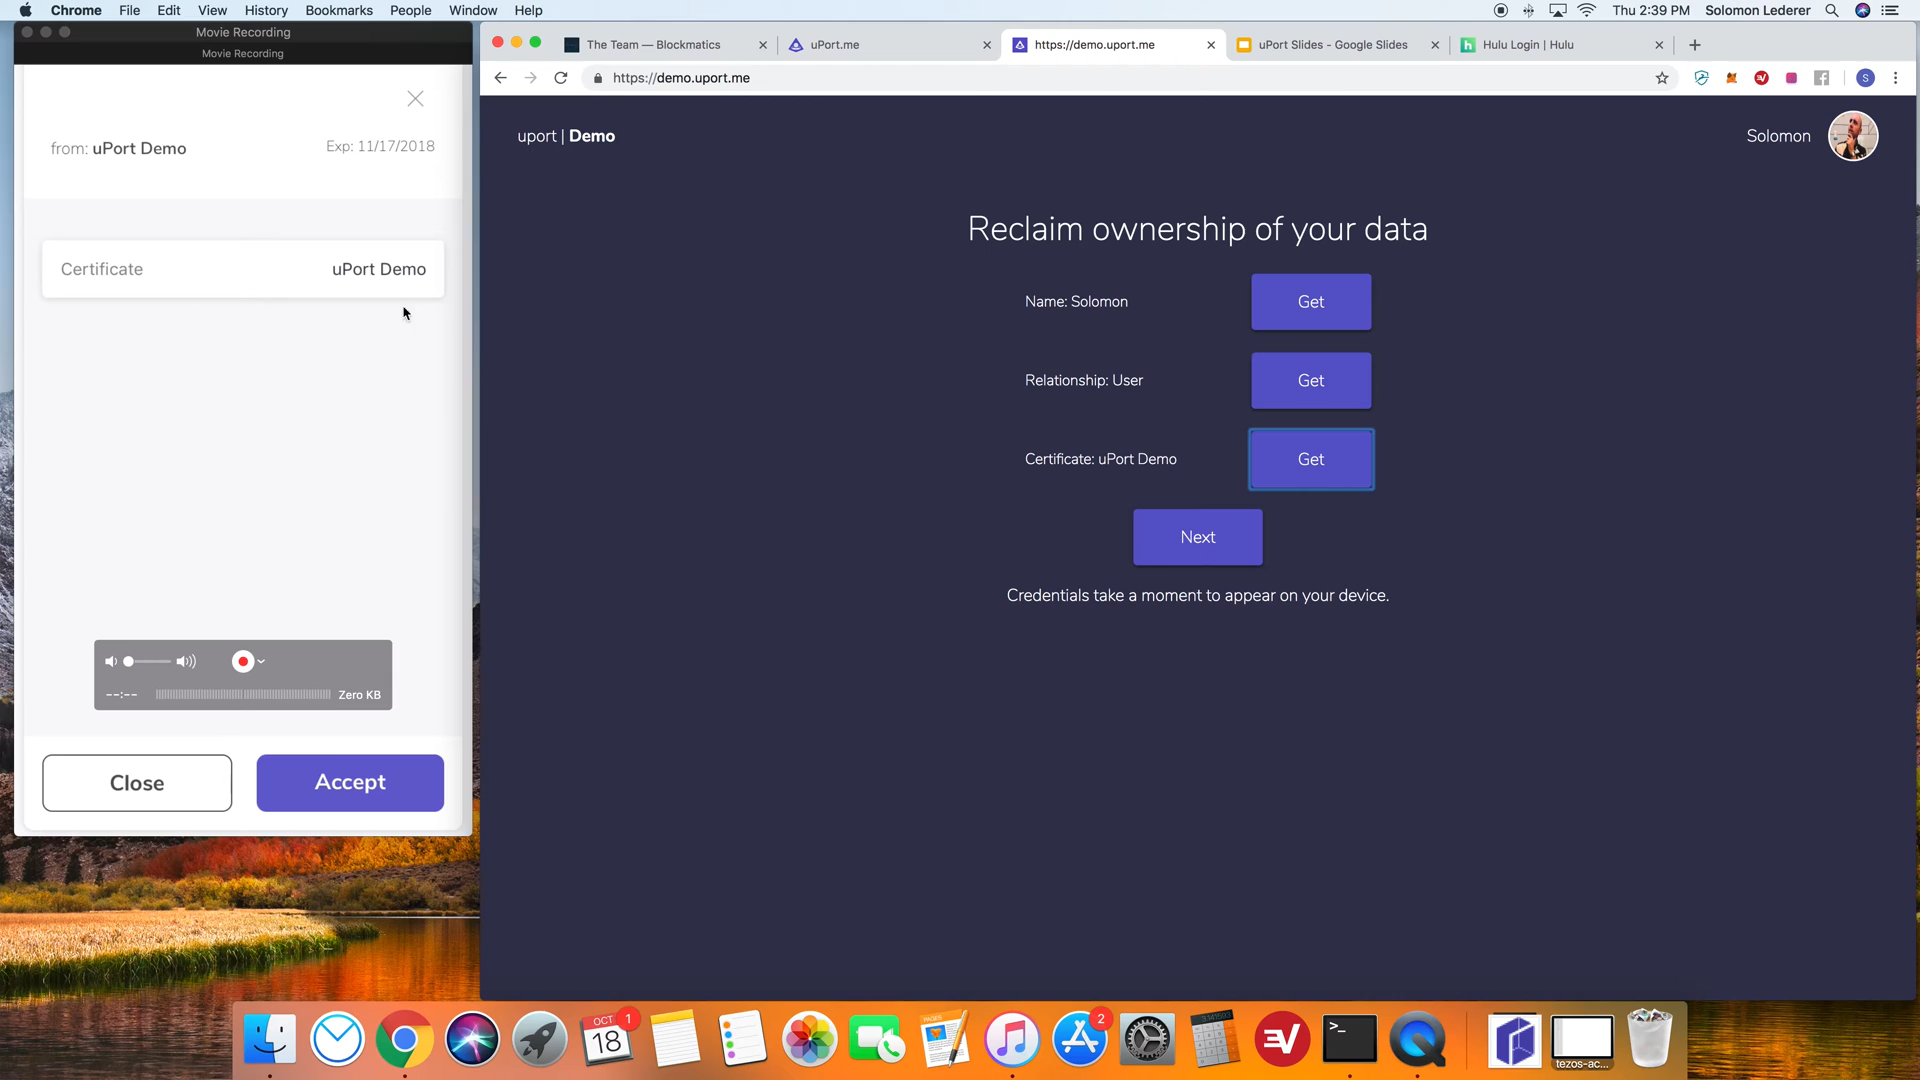 Chrome File Edit View History Bookmarks People Window Help
Thu 2:39 PM Solomon Lederer
Movie Recording
Movie Recording
The Team — Blockmatics
uPort.me
https://demo.uport.me
uPort Slides - Google Slides
Hulu Login | Hulu
https://demo.uport.me
S
from: uPort Demo
Exp: 11/17/2018
Certificate uPort Demo
--:--
Zero KB
Close
Accept
uport | Demo
Solomon
Reclaim ownership of your data
Name: Solomon
Get
Relationship: User
Get
Certificate: uPort Demo
Get
Next
Credentials take a moment to appear on your device.
OCT
18
1
PAGES
2
3.141593
>_
tezos-ac...